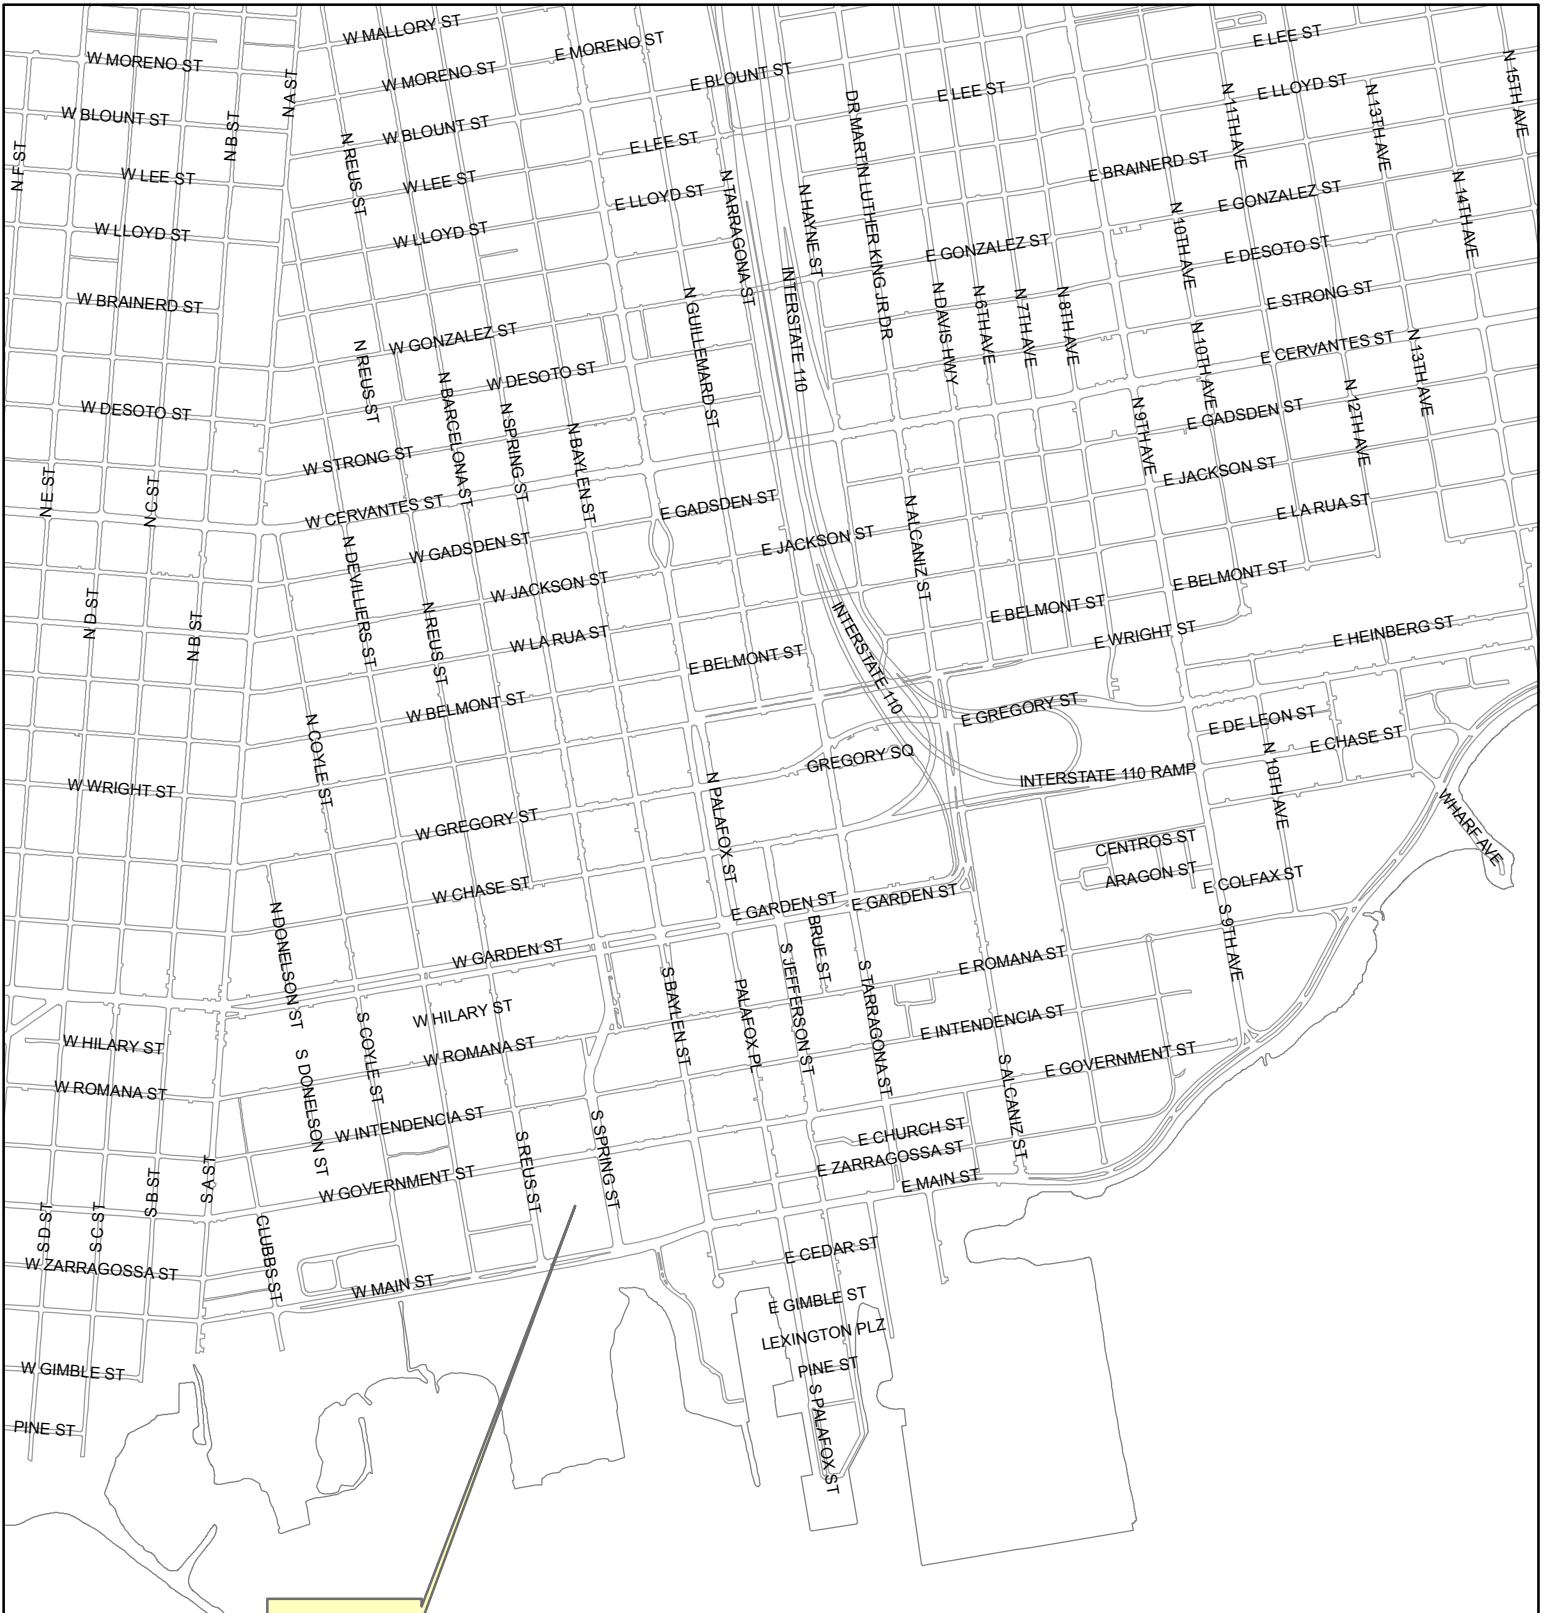 W MALLORY ST
E LEE ST
W MORENO ST
E MORENO ST
W MORENO ST
E BLOUNT ST
N A ST
N 15TH AVE
E LEE ST
E LLOYD ST
W BLOUNT ST
W BLOUNT ST
N B ST
DR MARTIN LUTHER KING JR DR
N 11TH AVE
N 13TH AVE
E LEE ST
N F ST
N REUS ST
W LEE ST
W LEE ST
E BRAINERD ST
E LLOYD ST
E GONZALEZ ST
N TARRAGONA ST
N HAYNE ST
N 14TH AVE
W LLOYD ST
W LLOYD ST
N 10TH AVE
E GONZALEZ ST
E DESOTO ST
W BRAINERD ST
E STRONG ST
INTERSTATE 110
N GUILLEMARD ST
N DAVIS HWY
N 6TH AVE
N 7TH AVE
N 8TH AVE
W GONZALEZ ST
E CERVANTES ST
N REUS ST
W DESOTO ST
N 10TH AVE
N 13TH AVE
W DESOTO ST
N BARCELONA ST
N SPRING ST
N BAYLEN ST
N 9TH AVE
E GADSDEN ST
N 12TH AVE
W STRONG ST
E JACKSON ST
N E ST
N C ST
W CERVANTES ST
E GADSDEN ST
E LA RUA ST
W GADSDEN ST
E JACKSON ST
N ALCANIZ ST
W JACKSON ST
E BELMONT ST
N D ST
N B ST
N DEVILLIERS ST
N REUS ST
E BELMONT ST
W LA RUA ST
INTERSTATE 110
E WRIGHT ST
E HEINBERG ST
E BELMONT ST
W BELMONT ST
E GREGORY ST
E DE LEON ST
N COYLE ST
E CHASE ST
GREGORY SQ
N 10TH AVE
INTERSTATE 110 RAMP
W WRIGHT ST
N PALAFOX ST
WHARF AVE
W GREGORY ST
CENTROS ST
ARAGON ST
E COLFAX ST
W CHASE ST
E GARDEN ST
E GARDEN ST
N DONELSON ST
BRUE ST
S 9TH AVE
W GARDEN ST
E ROMANA ST
S BAYLEN ST
PALAFOX PL
S JEFFERSON ST
S TARRAGONA ST
W HILARY ST
S COYLE ST
E INTENDENCIA ST
W HILARY ST
W ROMANA ST
E GOVERNMENT ST
W ROMANA ST
S DONELSON ST
S ALCANIZ ST
W INTENDENCIA ST
E CHURCH ST
S REUS ST
S SPRING ST
E ZARRAGOSSA ST
W GOVERNMENT ST
E MAIN ST
S A ST
S B ST
S C ST
S D ST
CLUBBS ST
E CEDAR ST
W ZARRAGOSSA ST
W MAIN ST
E GIMBLE ST
LEXINGTON PLZ
W GIMBLE ST
PINE ST
S PALAFOX ST
PINE ST